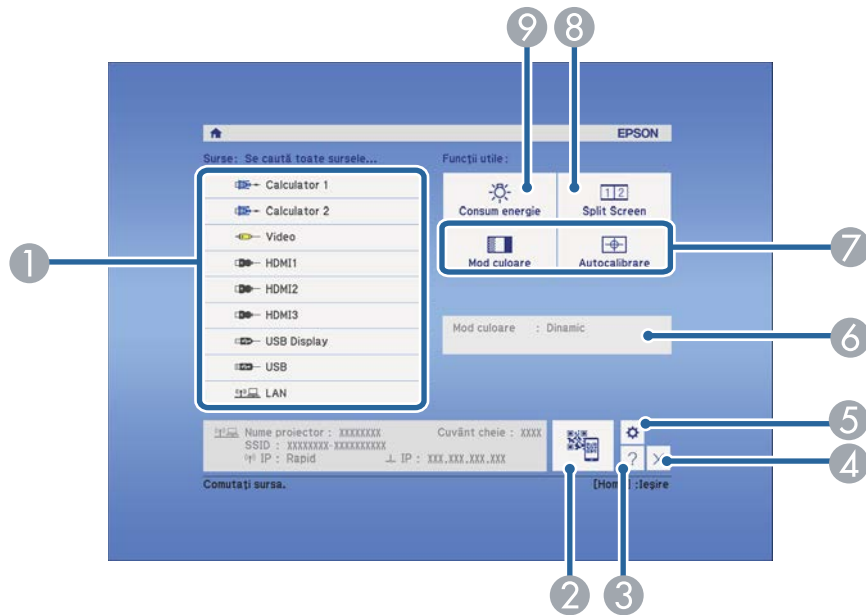 9 8
EPSON
Surse: Se caută toate sursele...
Funcții utile:
Calculator 1
Calculator 2
Video
HDMI1
HDMI2
HDMI3
USB Display
USB
LAN
Consum energie
1 2
Split Screen
Mod culoare
Autocalibrare
1
7
Mod culoare : Dinamic
6
Nume proiector : XXXXXXXX
Cuvânt cheie : XXXX
SSID : XXXXXXXX-XXXXXXXXXX
IP : Rapid
IP : XXX.XXX.XXX.XXX
5
?
4
Comutați sursa.
[Home] :Ieșire
2 3